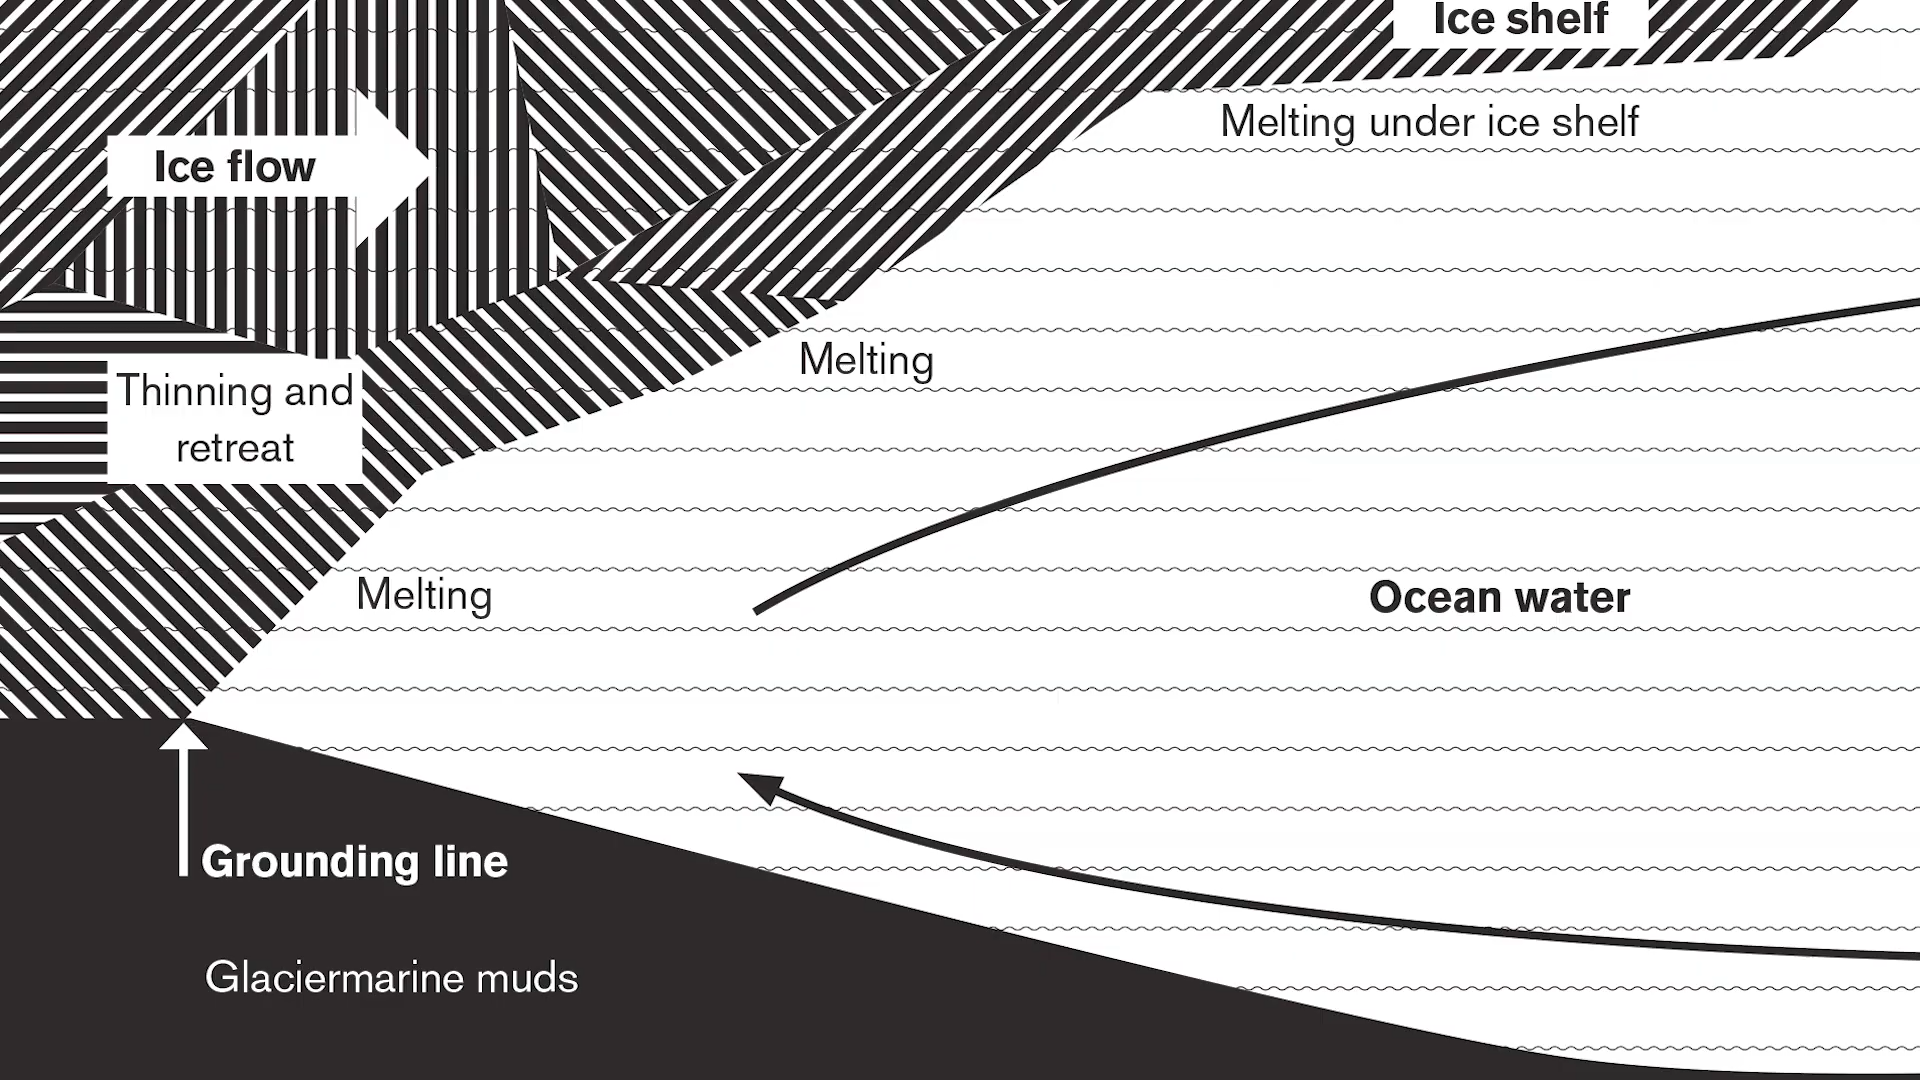 Ice shelf
Melting under ice shelf
Ice flow
Thinning and
retreat
Melting
Melting
Ocean water
Grounding line
Glaciermarine muds